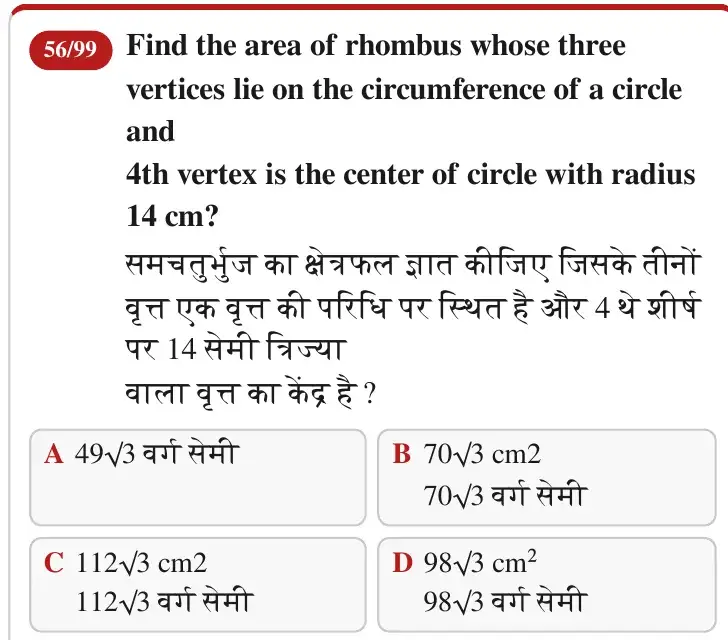 56/99 Find the area of rhombus whose three
vertices lie on the circumference of a circle
and
4th vertex is the center of circle with radius
14 cm?
समचतुर्भुज का क्षेत्रफल ज्ञात कीजिए जिसके तीनों
वृत्त एक वृत्त की परिधि पर स्थित है और 4 थे शीर्ष
पर 14 सेमी त्रिज्या
वाला वृत्त का केंद्र है ?
A 49√3 वर्ग सेमी
B 70√3 cm2
70√3 वर्ग सेमी
C 112√3 cm2
112√3 वर्ग सेमी
D 98√3 cm²
98√3 वर्ग सेमी